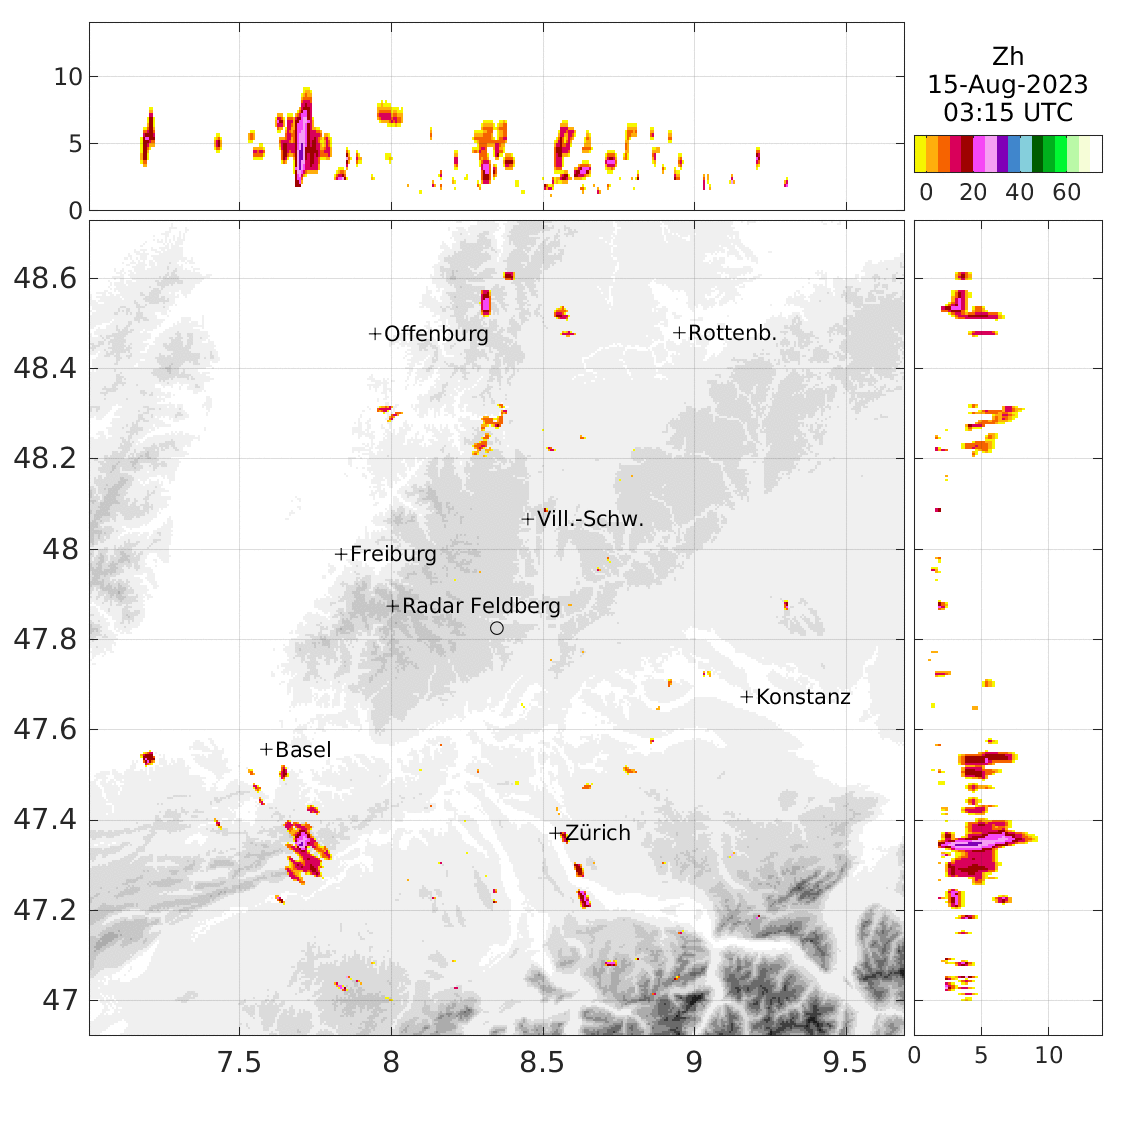 10
5
0
Zh
15-Aug-2023
03:15 UTC
0 20 40 60
48.6
Offenburg
Rottenb.
48.4
48.2
Vill.-Schw.
48
Freiburg
Radar Feldberg
47.8
Konstanz
47.6
Basel
47.4
Zürich
47.2
47
7.5 8 8.5 9 9.5
0 5 10